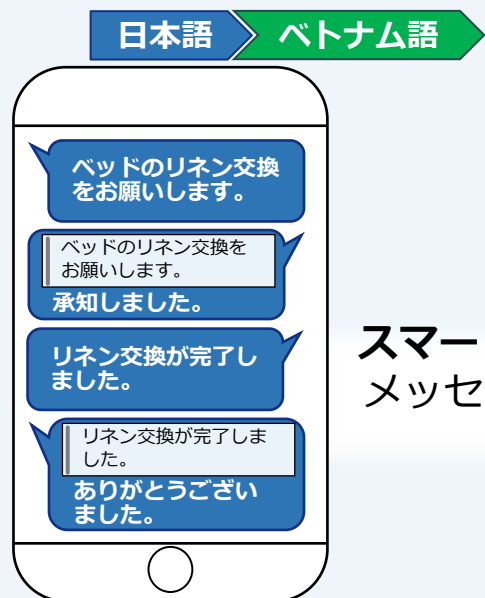 日本語 ベトナム語
ベッドのリネン交換
をお願いします。
ベッドのリネン交換を
お願いします。
承知しました。
リネン交換が完了し
ました。
リネン交換が完了しま
した。
ありがとうござい
ました。
スマー
メッセ